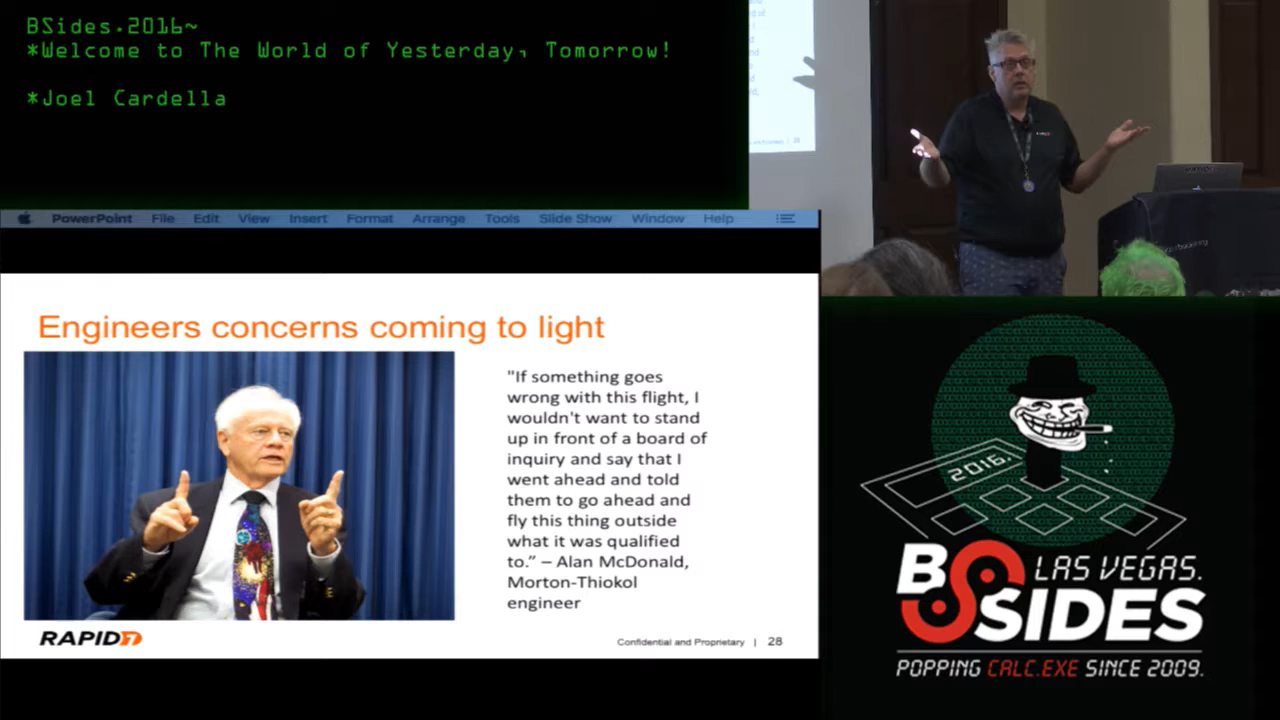 BSides.2016~
*Welcome to The World of Yesterday, Tomorrow!
*Joel Cardella
PowerPoint File Edit View Insert Format Arrange Tools Slide Show Window Help
Engineers concerns coming to light
"If something goes
wrong with this flight, I
wouldn't want to stand
up in front of a board of
inquiry and say that I
went ahead and told
them to go ahead and
fly this thing outside
what it was qualified
to.” – Alan McDonald,
Morton-Thiokol
engineer
RAPID7
Confidential and Proprietary | 28
2016.
BSIDES
LAS VEGAS.
POPPING CALC.EXE SINCE 2009.